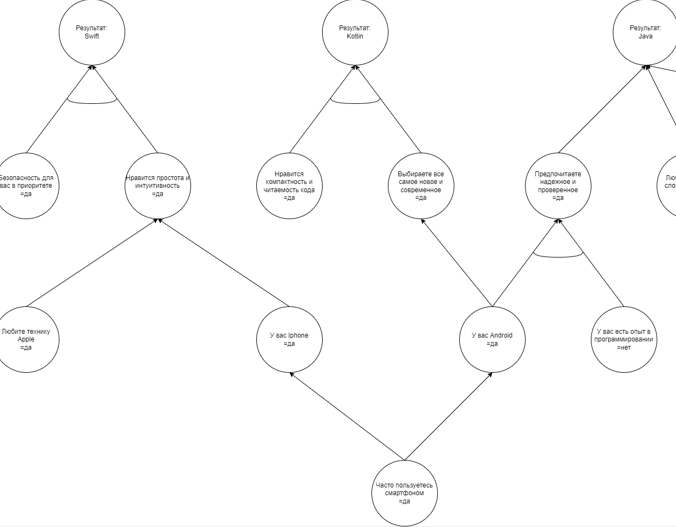 Результат:
Swift
Результат:
Kotlin
Результат:
Java
Безопасность для
вас в приоритете
=да
Нравится простота и
интуитивность
=да
Нравится
компактность и
читаемость кода
=да
Выбираете все
самое новое и
современное
=да
Предпочитаете
надежное и
проверенное
=да
Любите технику
Apple
=да
У вас Iphone
=да
У вас Android
=да
У вас есть опыт в
программировании
=нет
Часто пользуетесь
смартфоном
=да